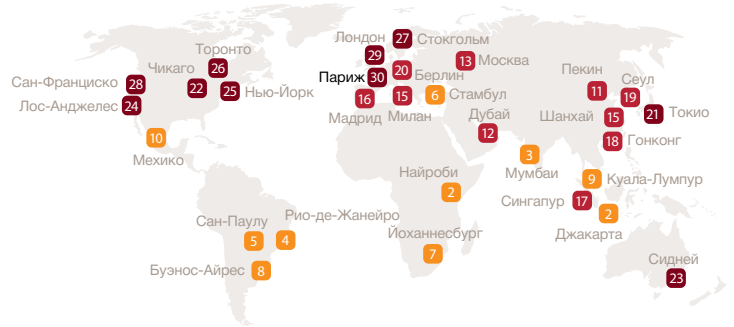 Лондон
27
Стокгольм
Торонто
29
Москва
13
Чикаго
26
Париж
30
20
Берлин
Пекин
Сеул
Сан-Франциско
28
22
25
Нью-Йорк
16
15
6
Стамбул
11
19
Лос-Анджелес
24
Мадрид
Милан
Дубай
12
Шанхай
15
21
Токио
10
18
Гонконг
Мехико
3
Мумбаи
Найроби
2
9
Куала-Лумпур
Сингапур
17
2
Джакарта
Сан-Паулу
Рио-де-Жанейро
5
4
Йоханнесбург
7
Буэнос-Айрес
8
Сидней
23